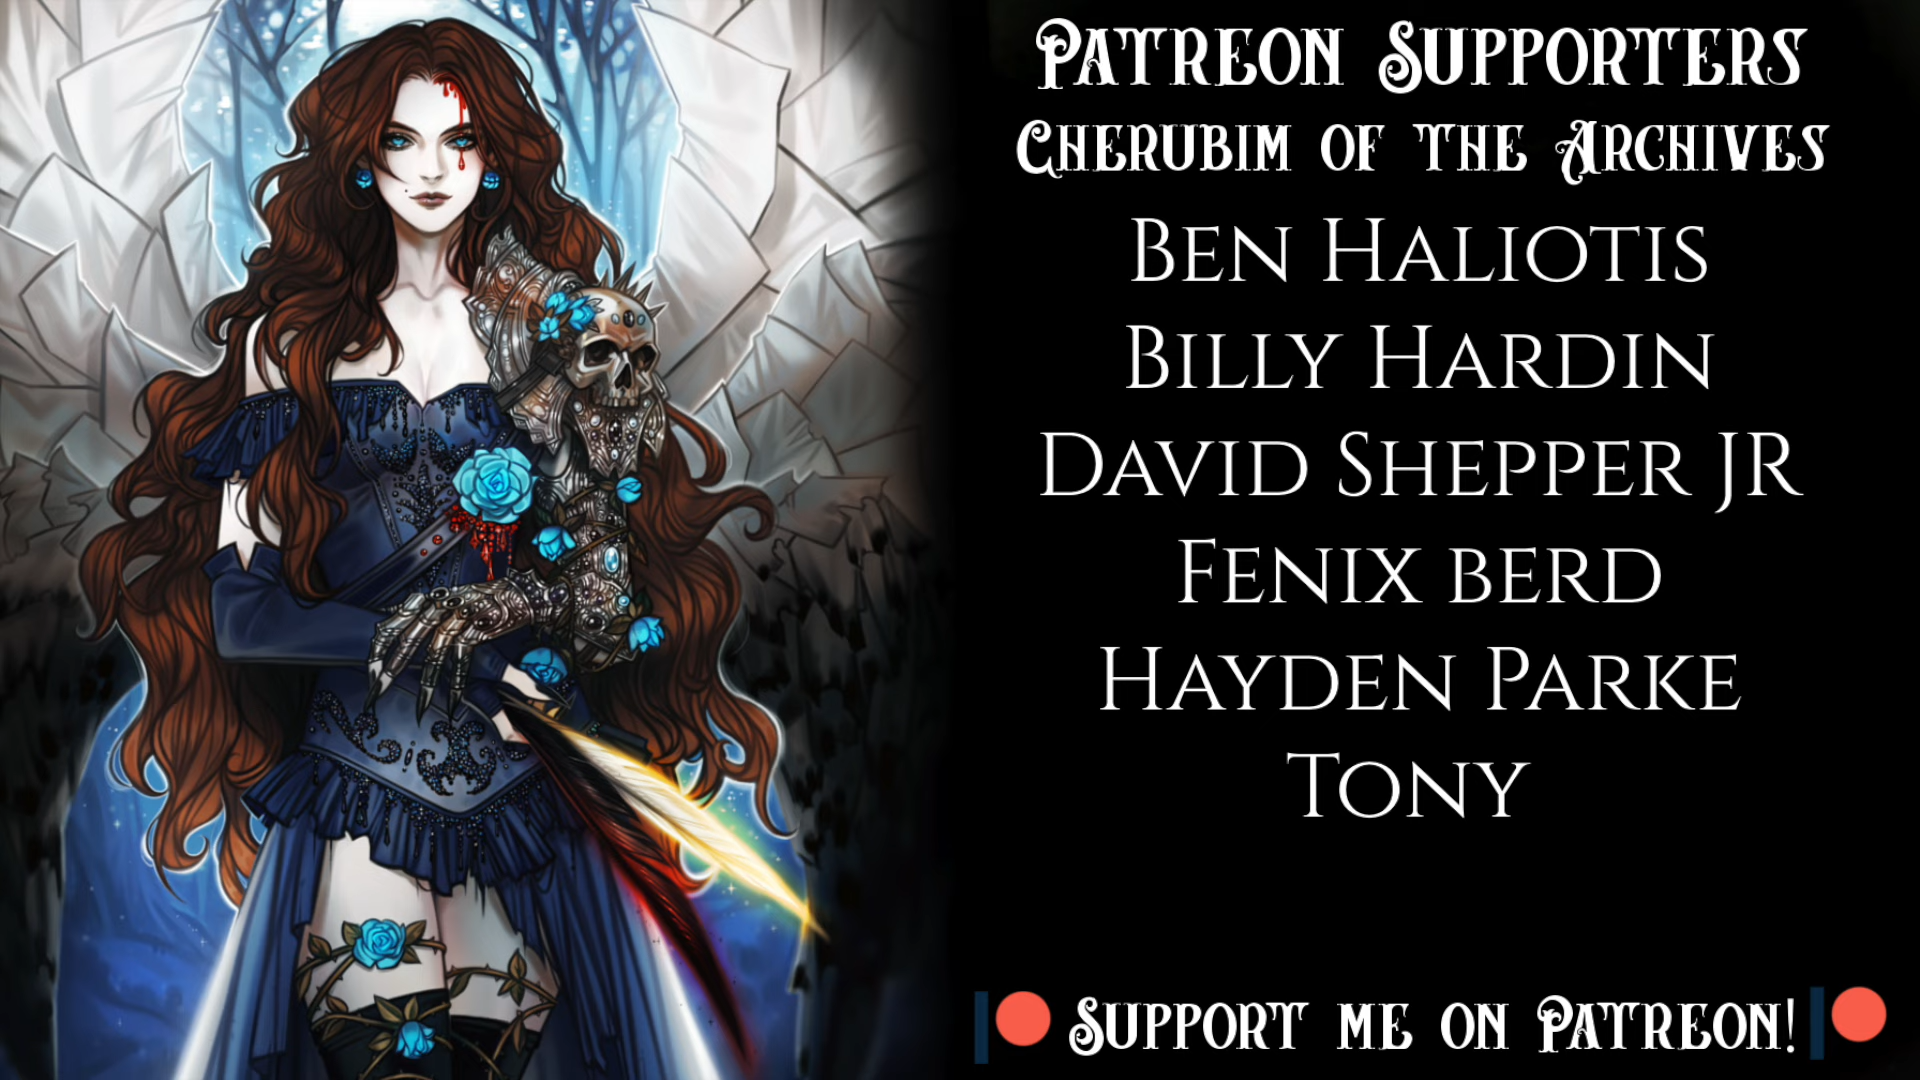 Patreon Supporters
Cherubim of the Archives
Ben Haliotis
Billy Hardin
David Shepper JR
Fenix berd
Hayden Parke
Tony
Support me on Patreon!